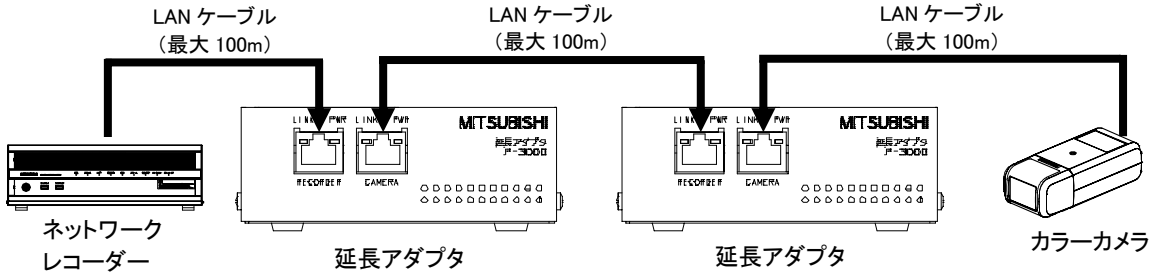 LAN ケーブル
（最大 100m）
LAN ケーブル
（最大 100m）
LAN ケーブル
（最大 100m）
LINK PWR
LINK PWR
MITSUBISHI
延長アダプタ
RECORDER
CAMERA
LINK PWR
LINK PWR
MITSUBISHI
延長アダプタ
RECORDER
CAMERA
ネットワーク
レコーダー
延長アダプタ
延長アダプタ
カラーカメラ